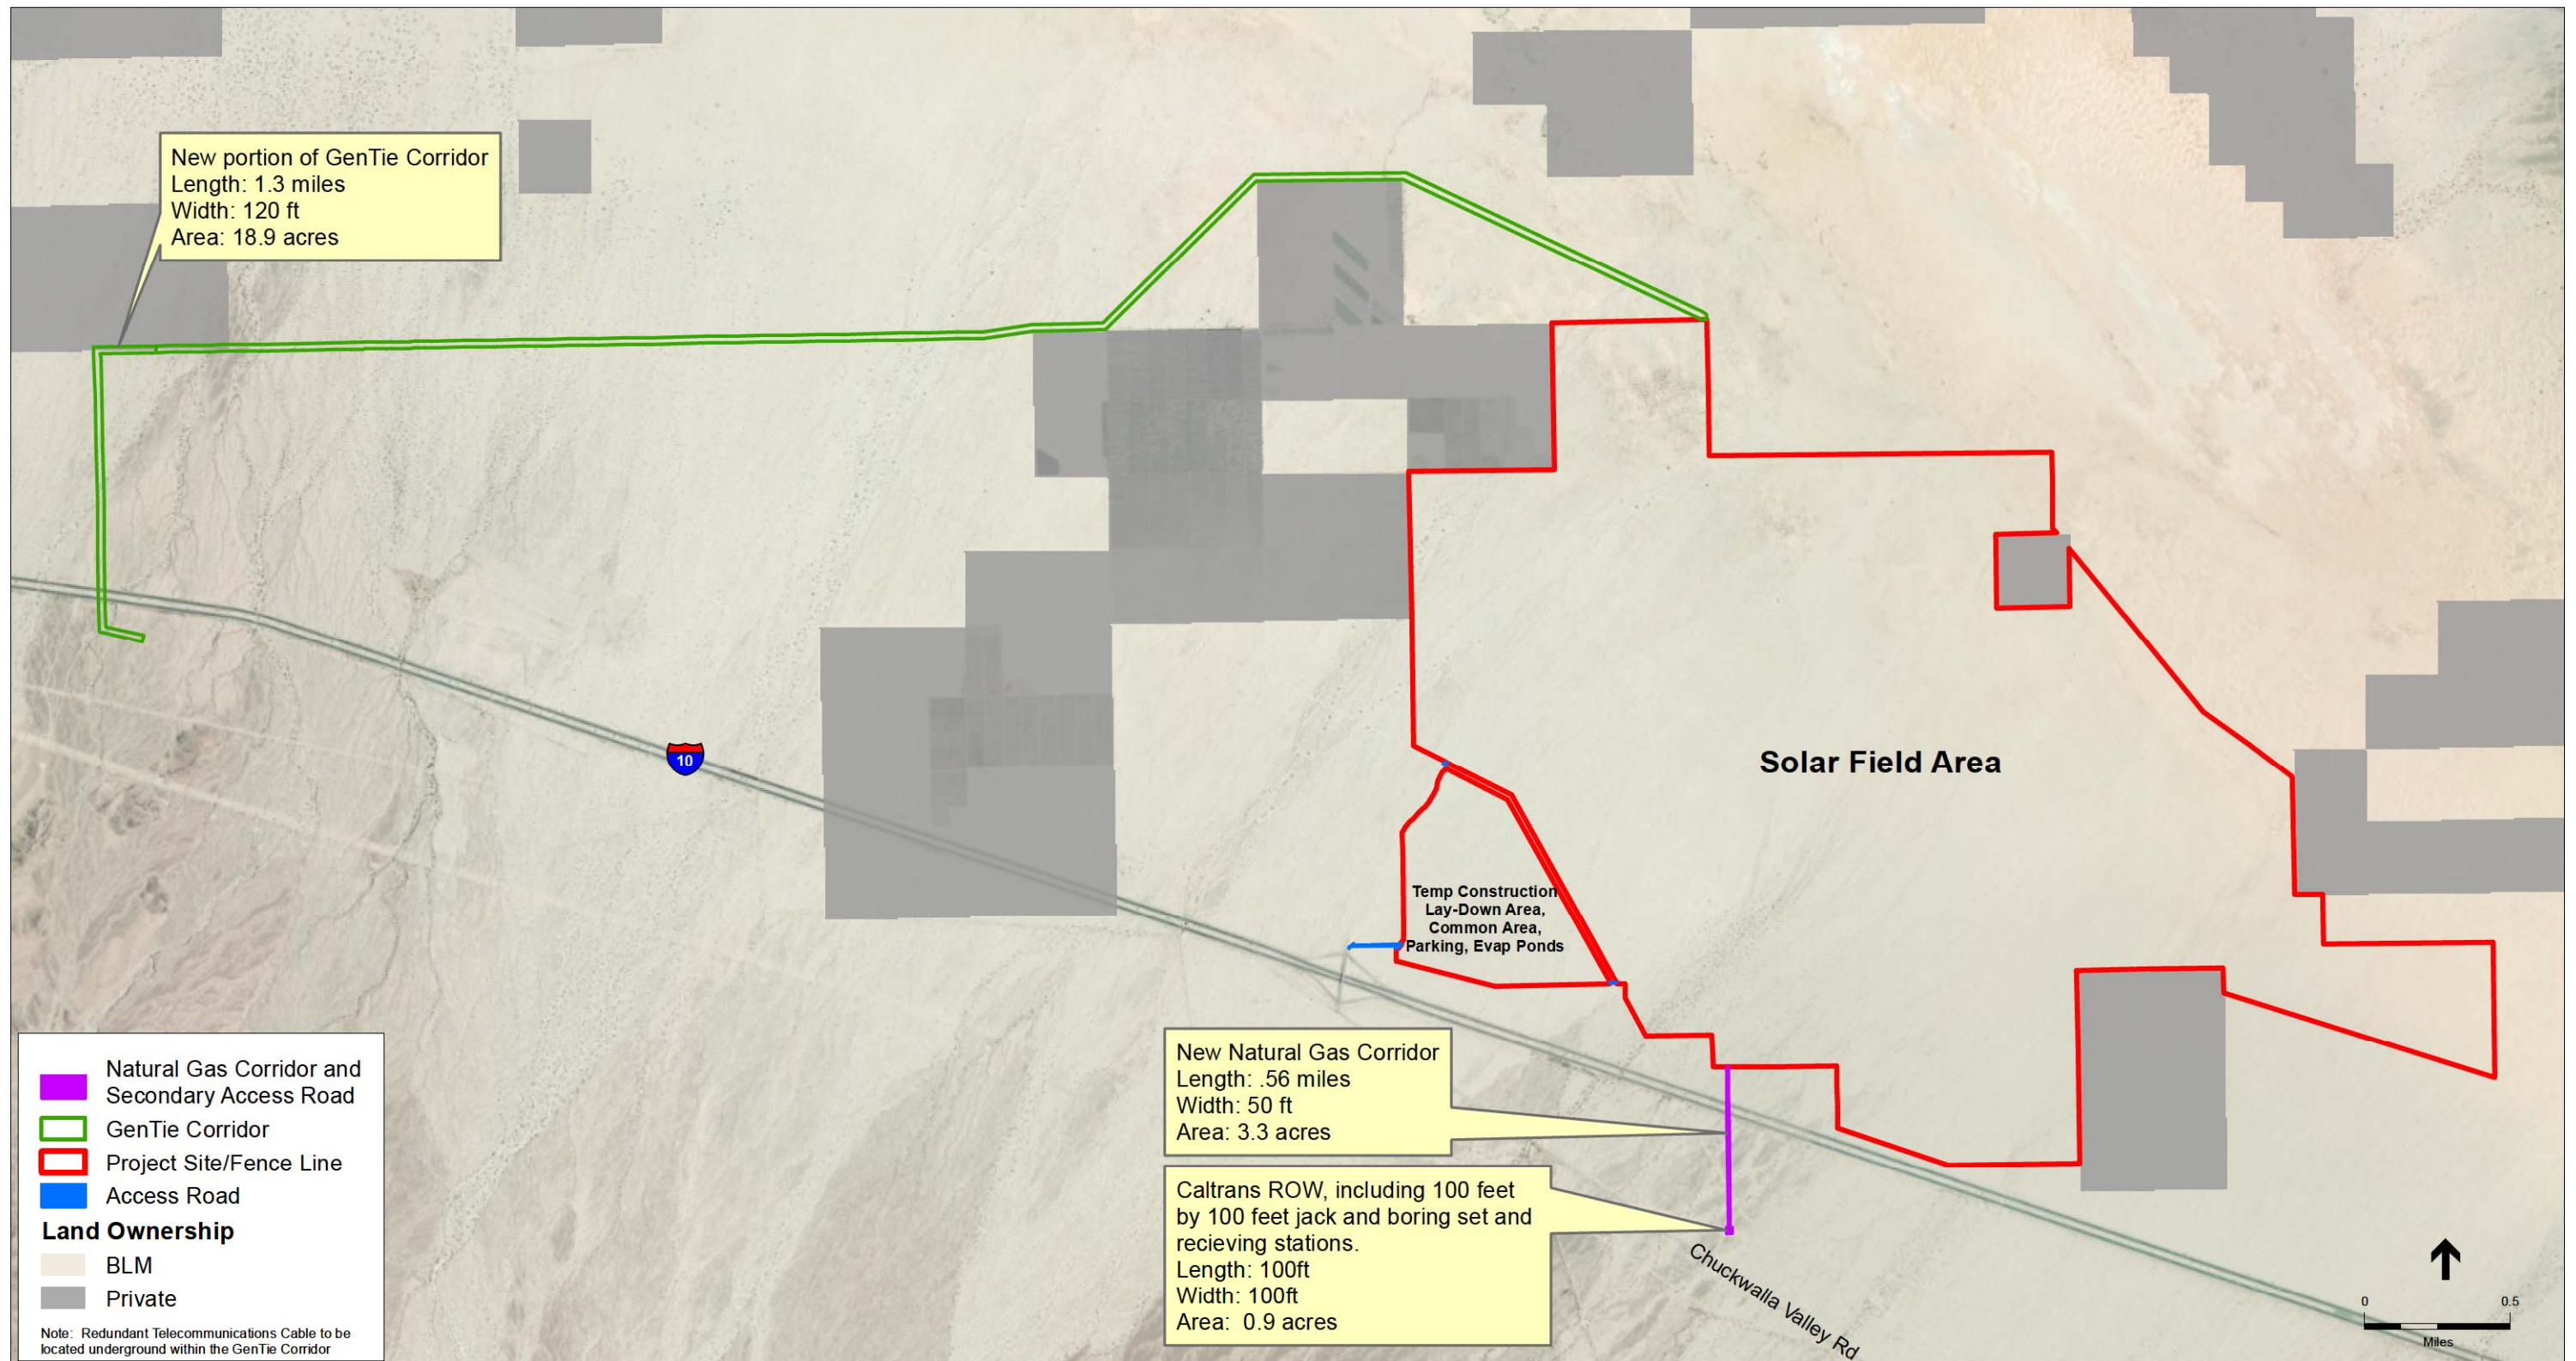 New portion of GenTie Corridor
Length: 1.3 miles
Width: 120 ft
Area: 18.9 acres
10
Solar Field Area
Temp Construction
Lay-Down Area,
Common Area,
Parking, Evap Ponds
New Natural Gas Corridor
Length: .56 miles
Width: 50 ft
Area: 3.3 acres
Caltrans ROW, including 100 feet
by 100 feet jack and boring set and
recieving stations.
Length: 100ft
Width: 100ft
Area: 0.9 acres
Chuckwalla Valley Rd
Natural Gas Corridor and
Secondary Access Road
GenTie Corridor
Project Site/Fence Line
Access Road
Land Ownership
BLM
Private
Note: Redundant Telecommunications Cable to be
located underground within the GenTie Corridor
0 0.5
Miles